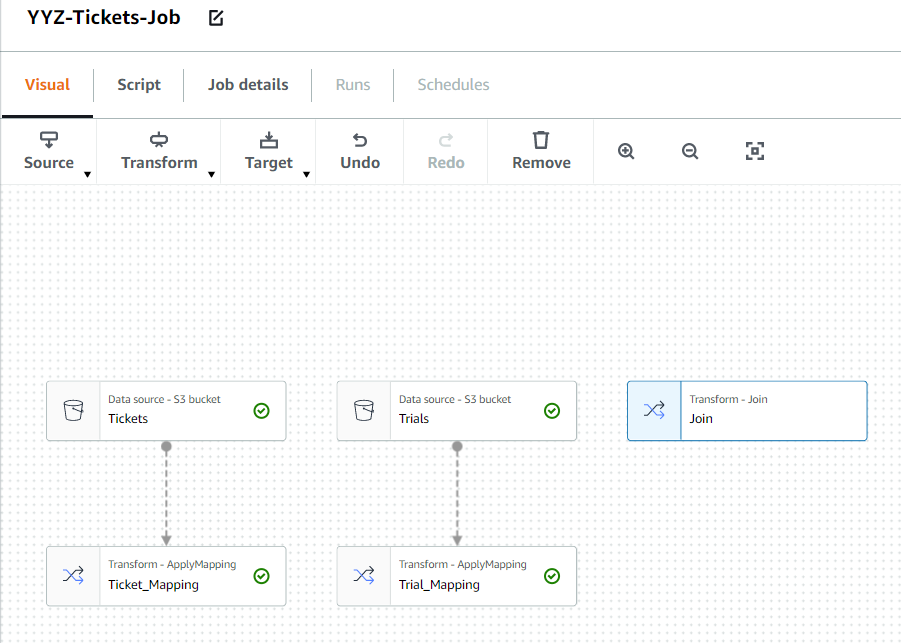 YYZ-Tickets-Job
Visual
Script
Job details
Runs
Schedules
Source
Transform
Target
Undo
Redo
Remove
Data source - S3 bucket
Tickets
Data source - S3 bucket
Trials
Transform - Join
Join
Transform - ApplyMapping
Ticket_Mapping
Transform - ApplyMapping
Trial_Mapping